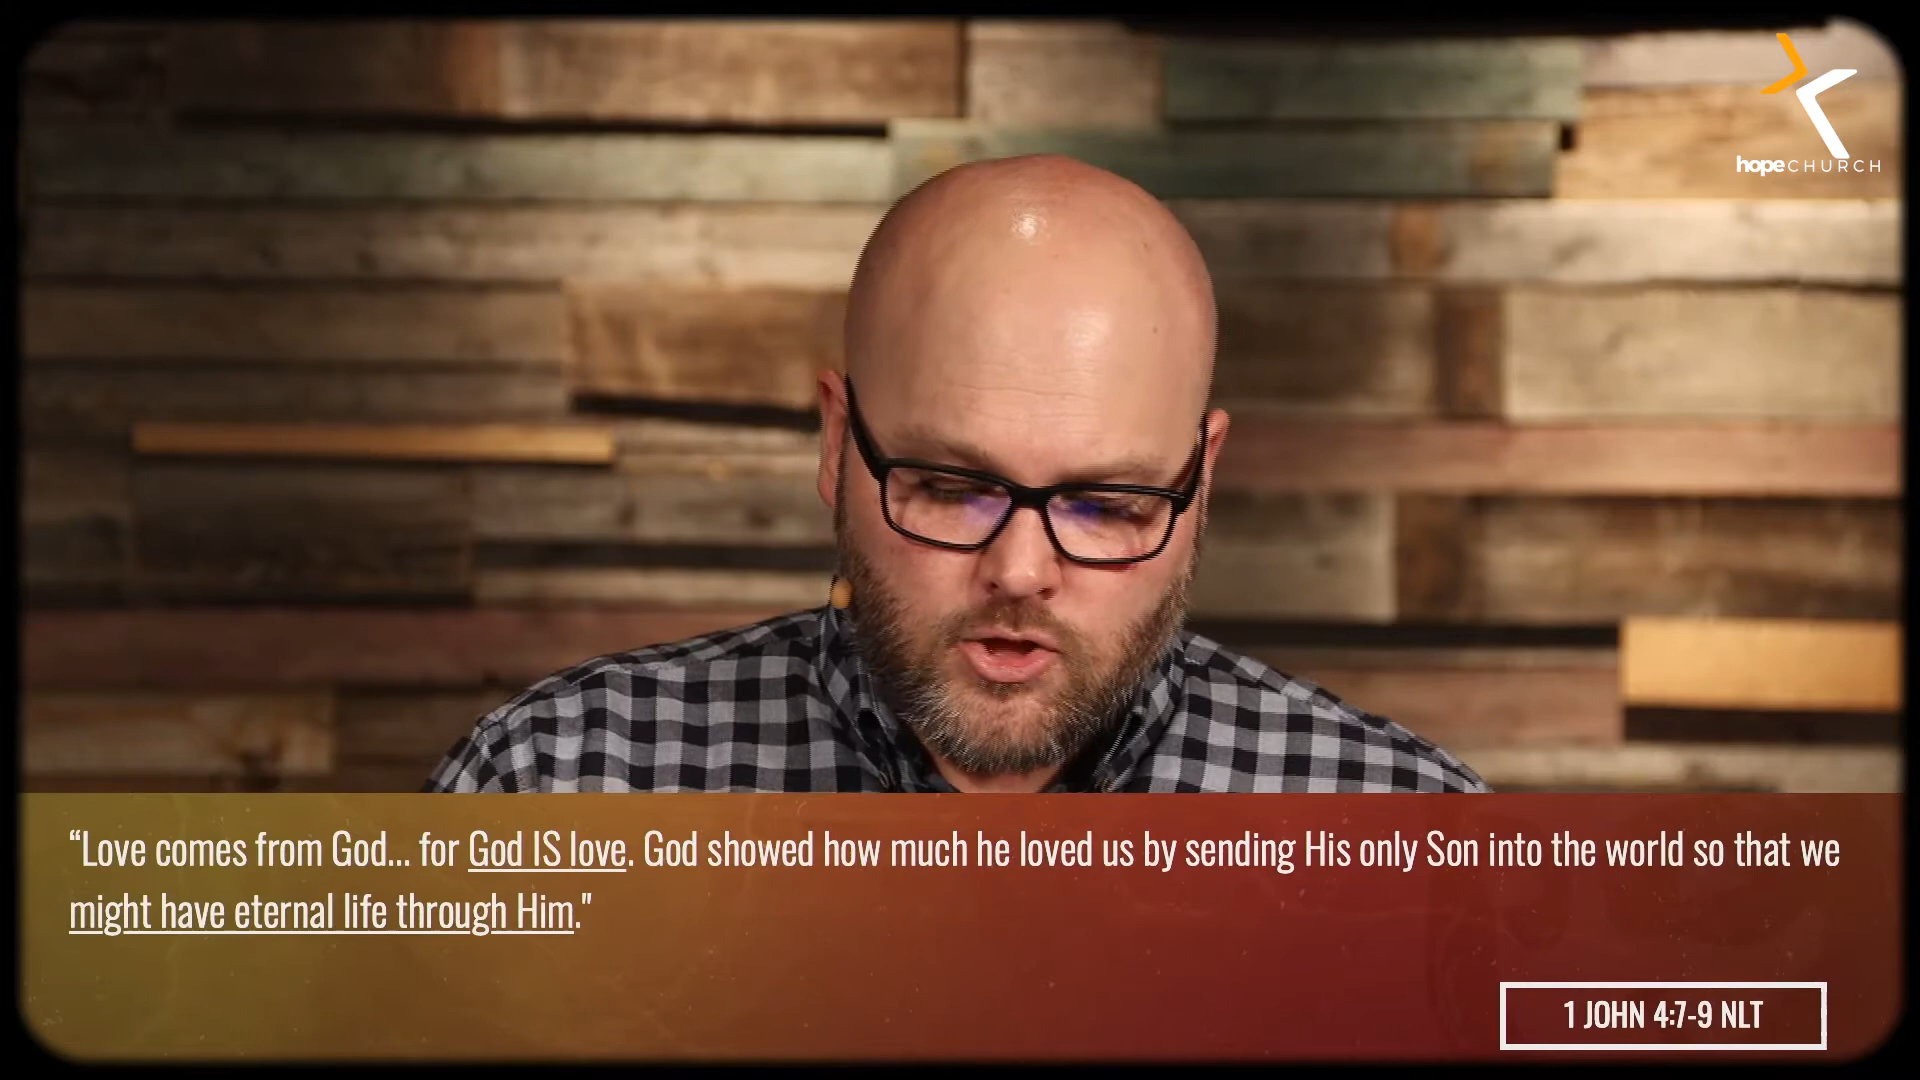 hopeCHURCH
“Love comes from God... for God IS love. God showed how much he loved us by sending His only Son into the world so that we
might have eternal life through Him."
1 JOHN 4:7-9 NLT